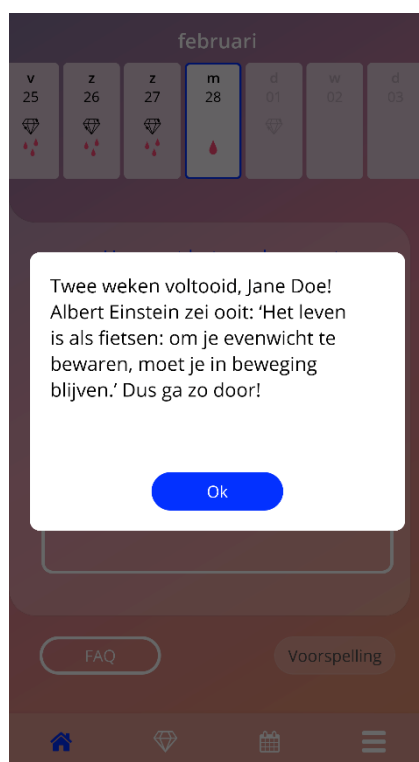 februari
v z z m d w d
25 26 27 28 01 02 03
Twee weken voltooid, Jane Doe!
Albert Einstein zei ooit: ‘Het leven
is als fietsen: om je evenwicht te
bewaren, moet je in beweging
blijven.’ Dus ga zo door!
Ok
FAQ
Voorspelling